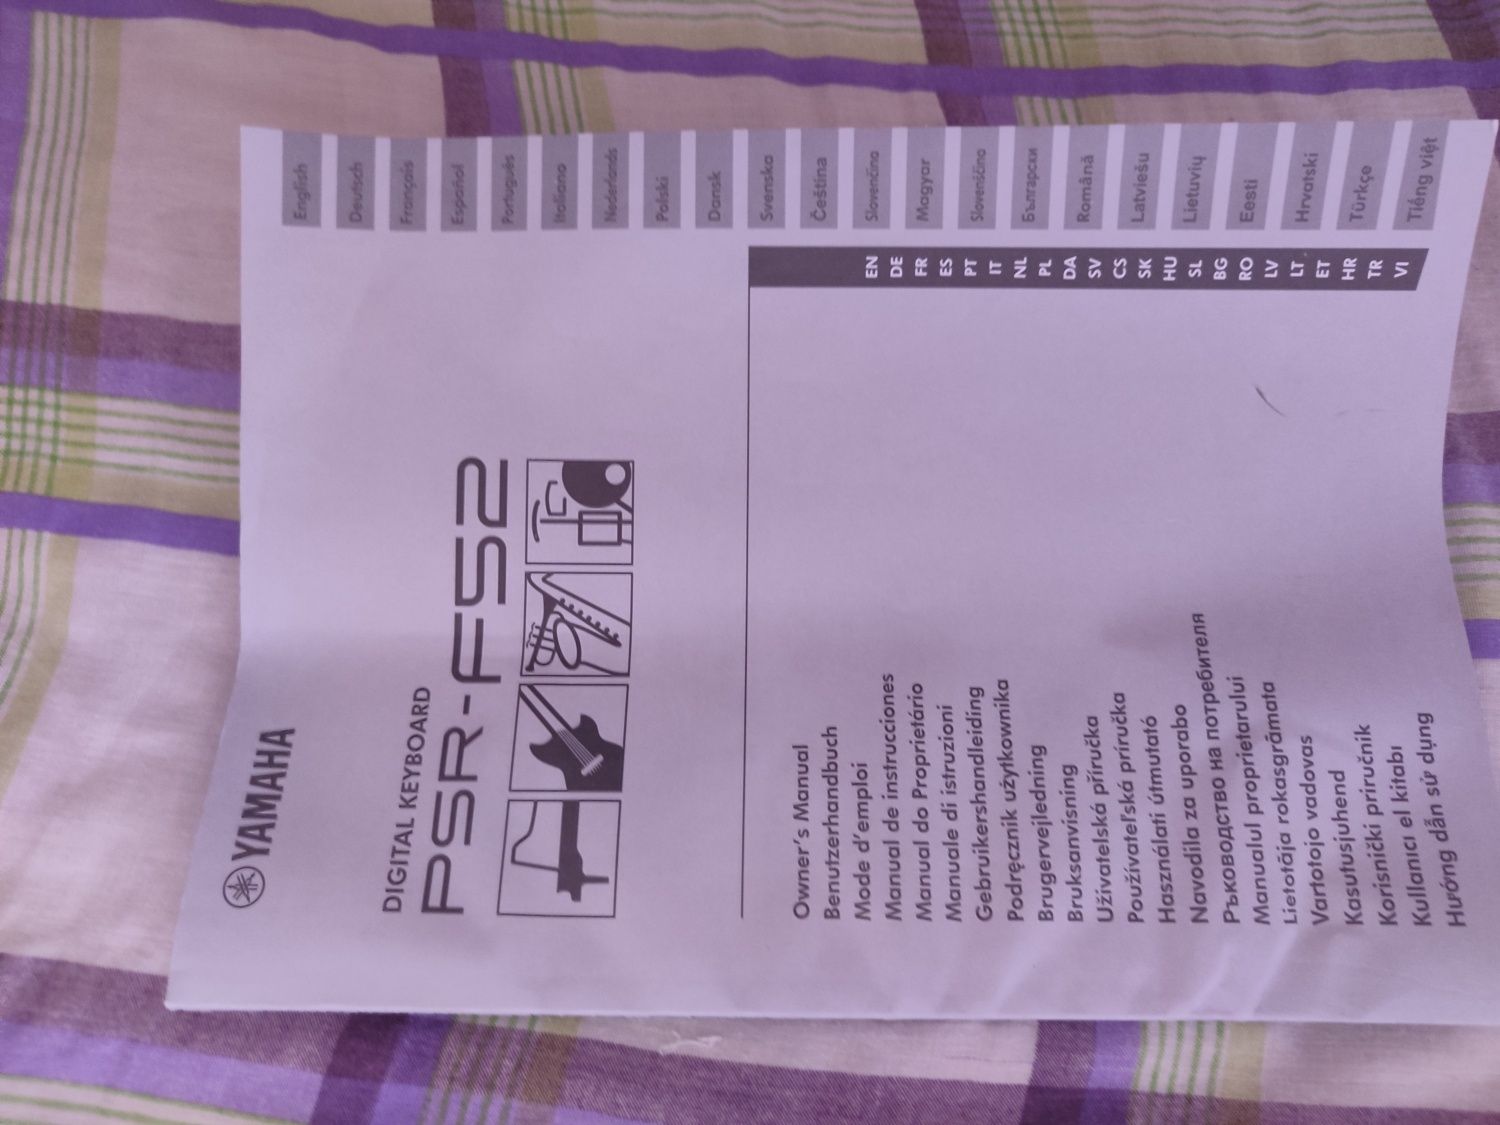 YAMAHA
DIGITAL KEYBOARD
PSR-F52
Owner's Manual
Benutzerhandbuch
Mode d'emploi
Manual de instrucciones
Manual do Proprietário
Manuale di istruzioni
Gebruikershandleiding
Podręcznik użytkownika
Brugervejledning
Bruksanvisning
Uživatelská příručka
Používateľská príručka
Használati útmutató
Navodila za uporabo
Ръководство на потребителя
Manualul proprietarului
Lietotāja rokasgrāmata
Vartotojo vadovas
Kasutusjuhend
Korisnički priručnik
Kullanıcı el kitabı
Hướng dẫn sử dụng
EN
DE
FR
ES
PT
IT
NL
PL
DA
SV
CS
SK
HU
SL
BG
RO
LV
LT
ET
HR
TR
VI
English
Deutsch
Français
Español
Português
Italiano
Nederlands
Polski
Dansk
Svenska
Čeština
Slovenčina
Magyar
Slovenščina
Български
Română
Latviešu
Lietuvių
Eesti
Hrvatski
Türkçe
Tiếng Việt